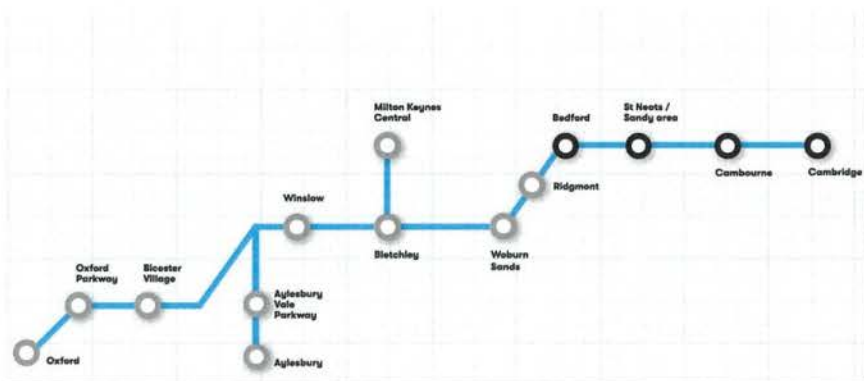 Milton Keynes
Central
Bedford
St Neots /
Sandy area
Cambourne
Cambridge
Ridgmont
Winslow
Bletchley
Woburn
Sands
Oxford
Parkway
Bicester
Village
Aylesbury
Vale
Parkway
Oxford
Aylesbury